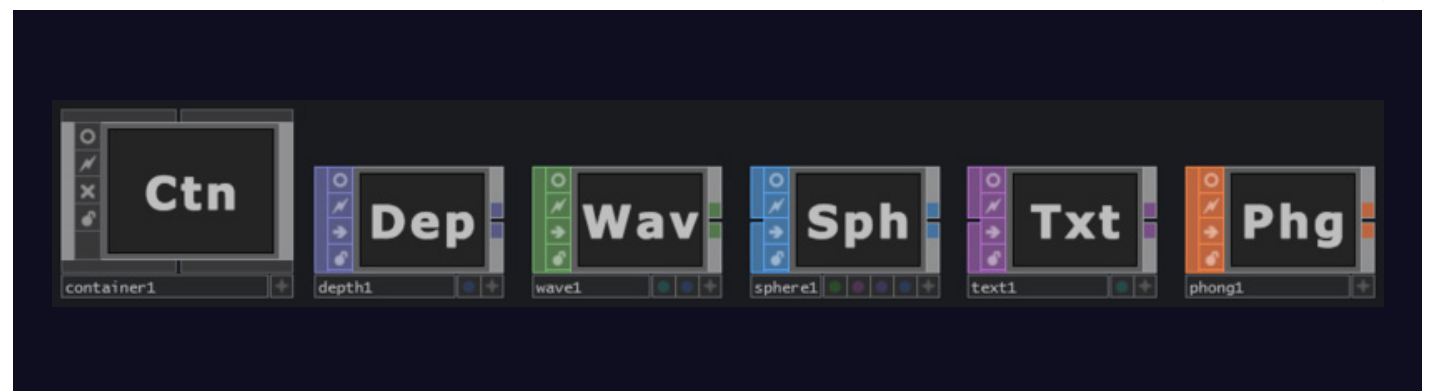 Ctn
container1
Dep
depth1
Wav
wave1
Sph
sphere1
Txt
text1
Phg
phong1